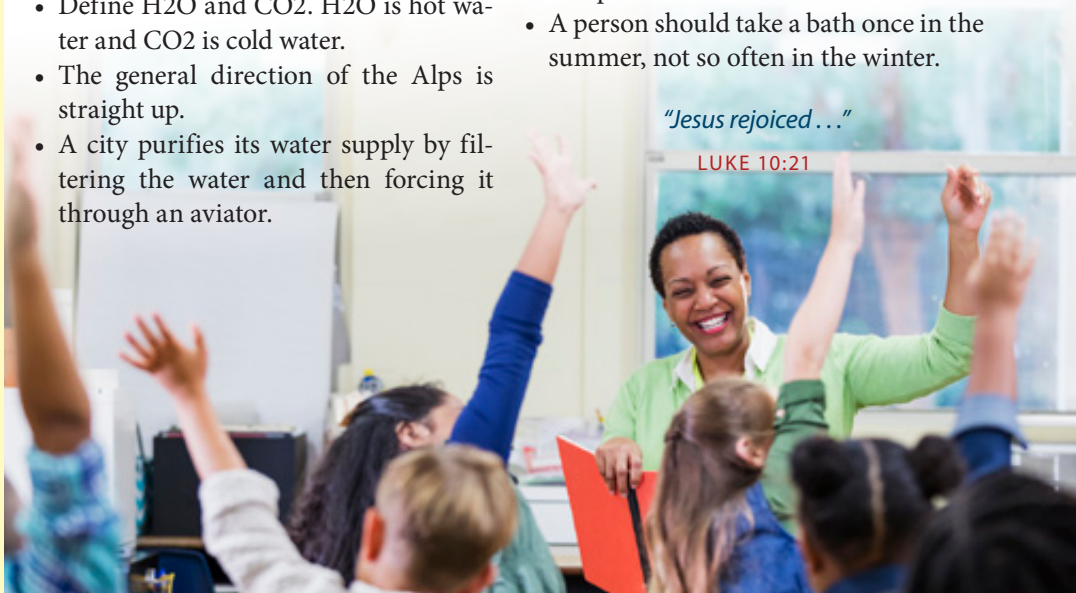 • Define H2O and CO2. H2O is hot wa-
ter and CO2 is cold water.
• The general direction of the Alps is
straight up.
• A city purifies its water supply by fil-
tering the water and then forcing it
through an aviator.
• A person should take a bath once in the
summer, not so often in the winter.
“Jesus rejoiced . . .”
LUKE 10:21